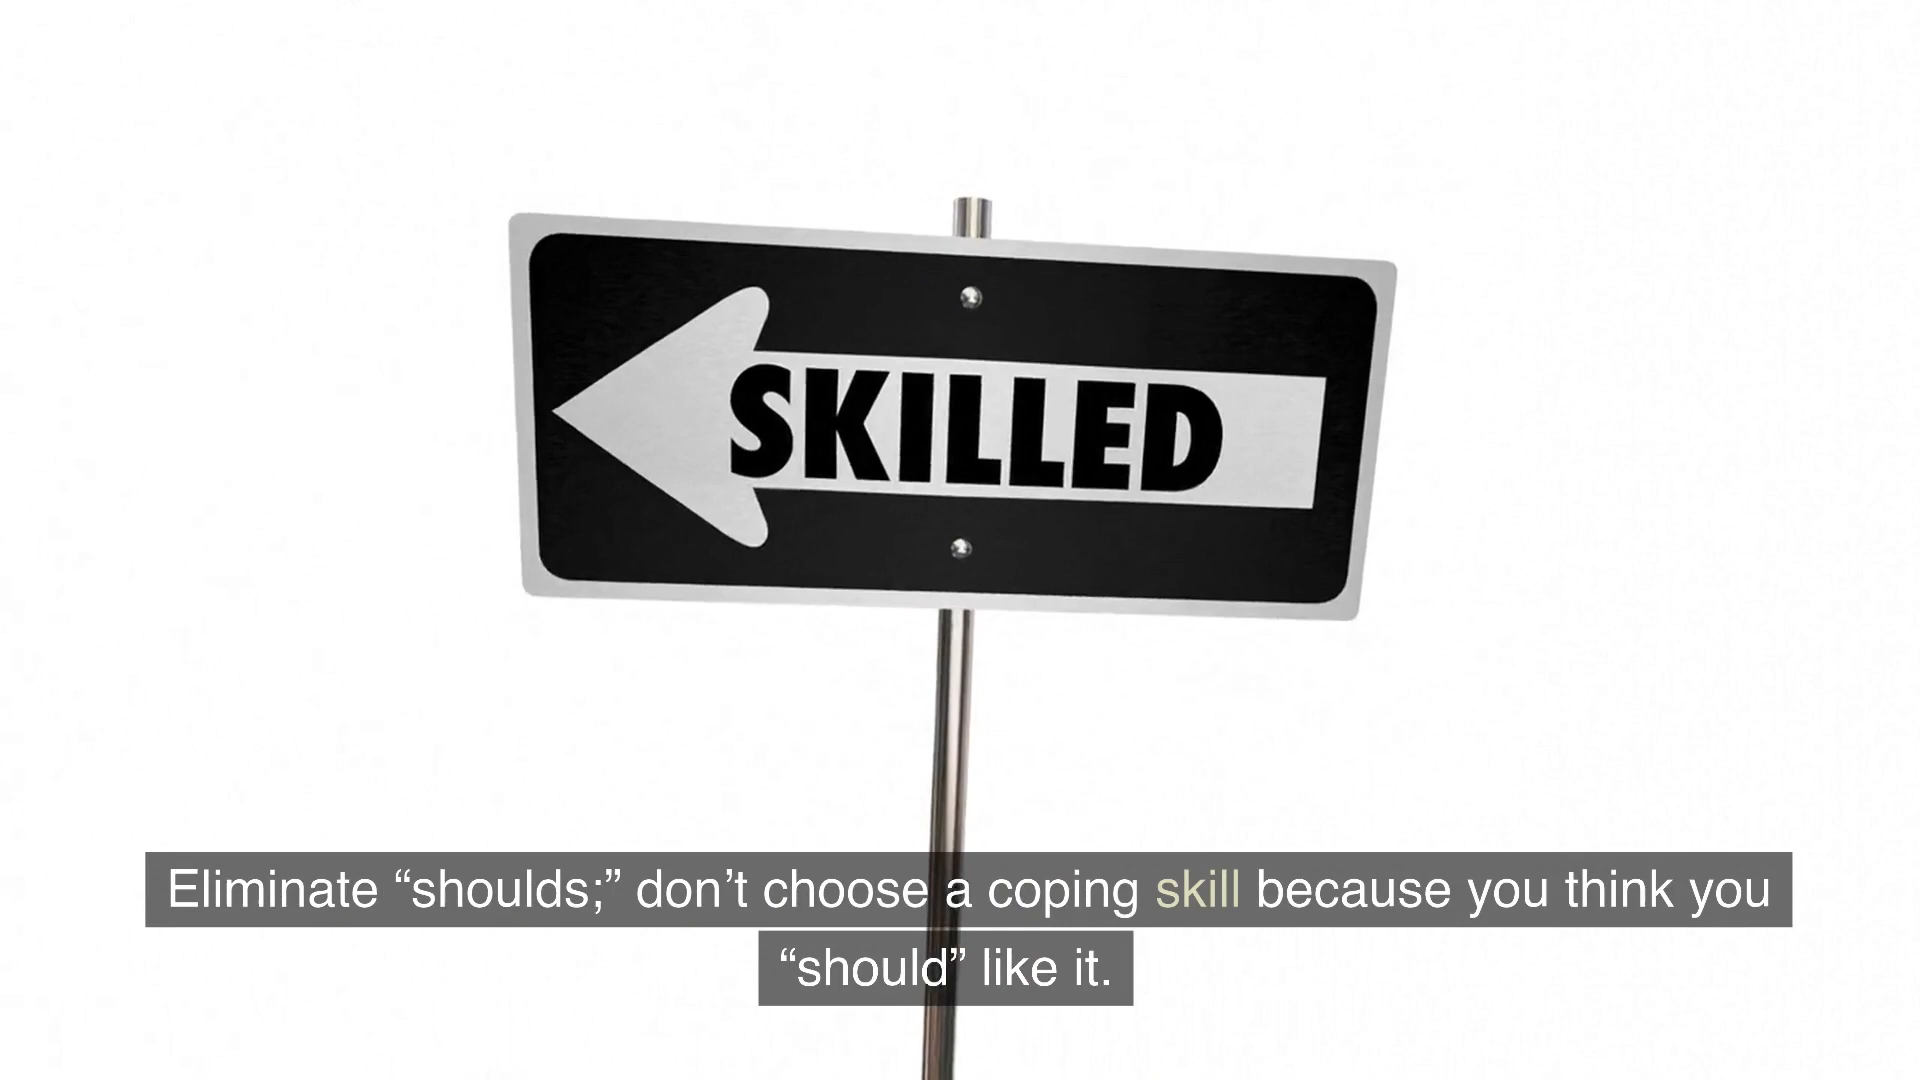 SKILLED
Eliminate “shoulds;” don’t choose a coping skill because you think you
“should” like it.